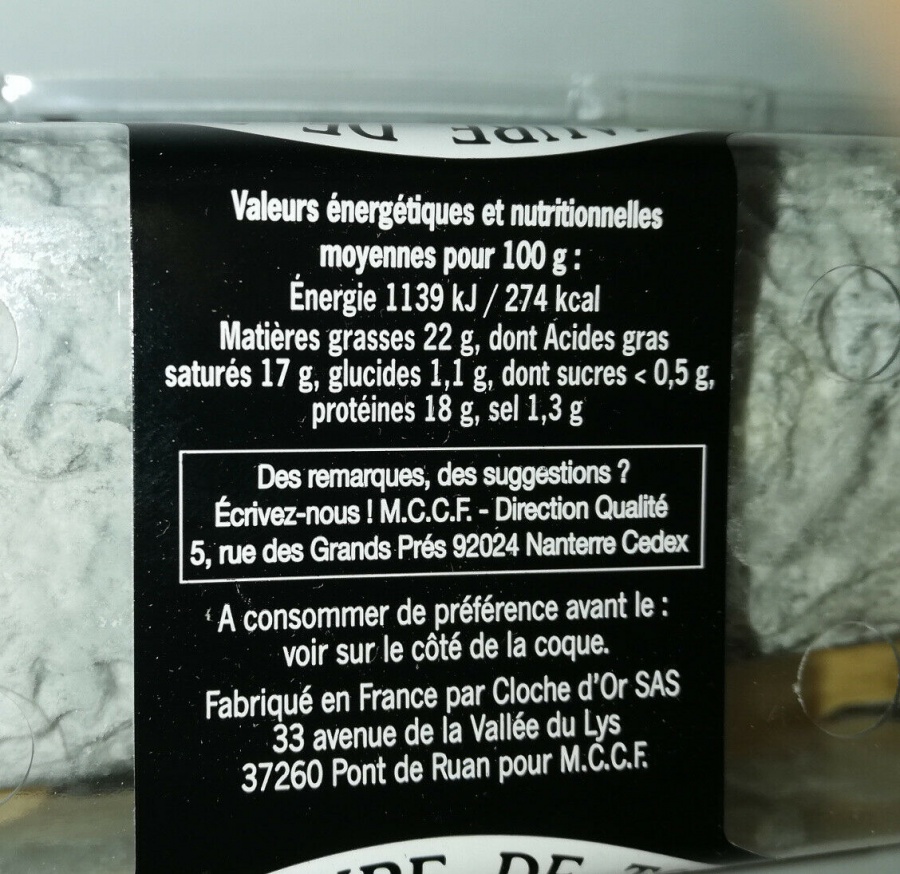 Valeurs énergétiques et nutritionnelles
moyennes pour 100 g :
Énergie 1139 kJ / 274 kcal
Matières grasses 22 g, dont Acides gras
saturés 17 g, glucides 1,1 g, dont sucres < 0,5 g,
protéines 18 g, sel 1,3 g
Des remarques, des suggestions ?
Écrivez-nous ! M.C.C.F. - Direction Qualité
5, rue des Grands Prés 92024 Nanterre Cedex
A consommer de préférence avant le :
voir sur le côté de la coque.
Fabriqué en France par Cloche d'Or SAS
33 avenue de la Vallée du Lys
37260 Pont de Ruan pour M.C.C.F.
DE